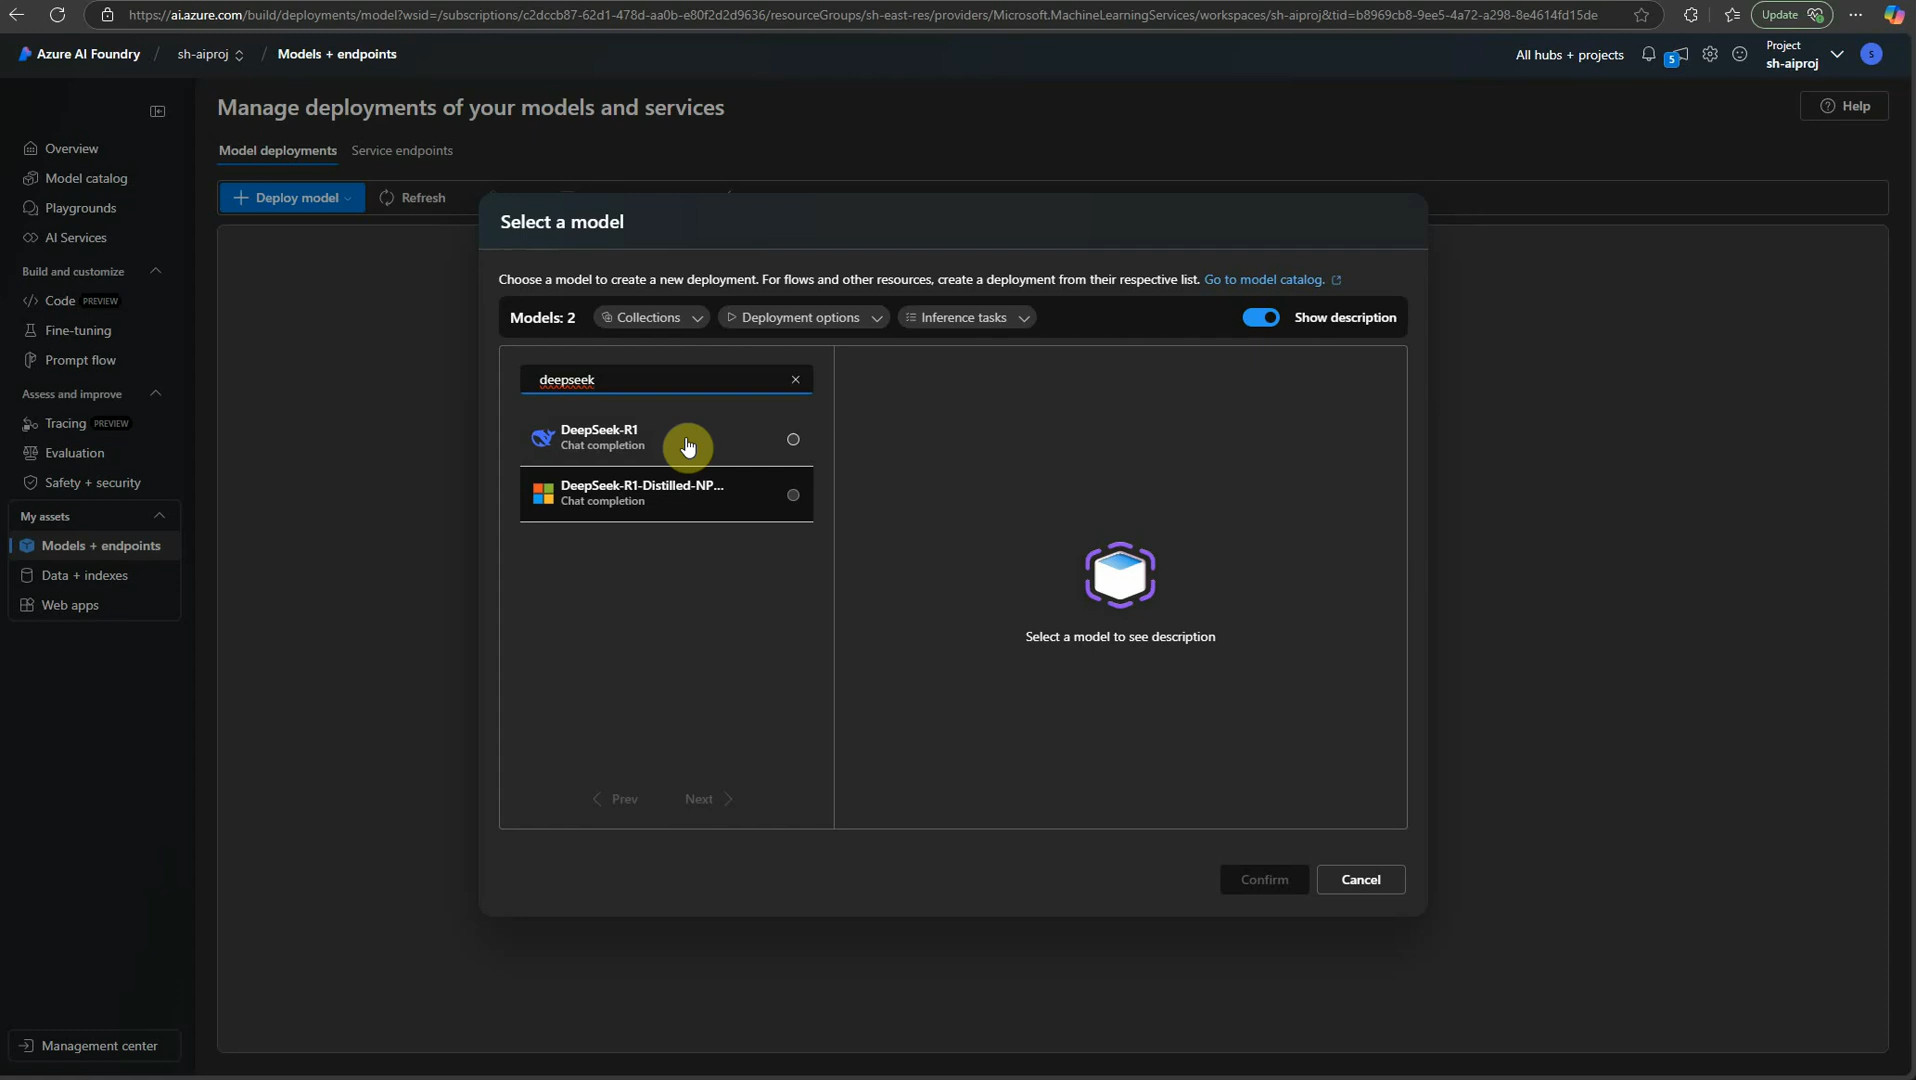 https://ai.azure.com/build/deployments/model?wsid=/subscriptions/c2dccb87-62d1-478d-aa0b-e80f2d2d9636/resourceGroups/sh-east-res/providers/Microsoft.MachineLearningServices/workspaces/sh-aiproj&tid=b8969cb8-9ee5-4a72-a298-8e4614fd15de
Update
Azure AI Foundry / sh-aiproj / Models + endpoints
All hubs + projects
5
Project
sh-aiproj
S
Manage deployments of your models and services
Help
Model deployments
Service endpoints
Deploy model
Refresh
Overview
Model catalog
Playgrounds
AI Services
Build and customize
Code PREVIEW
Fine-tuning
Prompt flow
Assess and improve
Tracing PREVIEW
Evaluation
Safety + security
My assets
Models + endpoints
Data + indexes
Web apps
Management center
Select a model
Choose a model to create a new deployment. For flows and other resources, create a deployment from their respective list. Go to model catalog.
Models: 2
Collections
Deployment options
Inference tasks
Show description
deepseek
DeepSeek-R1
Chat completion
DeepSeek-R1-Distilled-NP...
Chat completion
Select a model to see description
Prev
Next
Confirm
Cancel